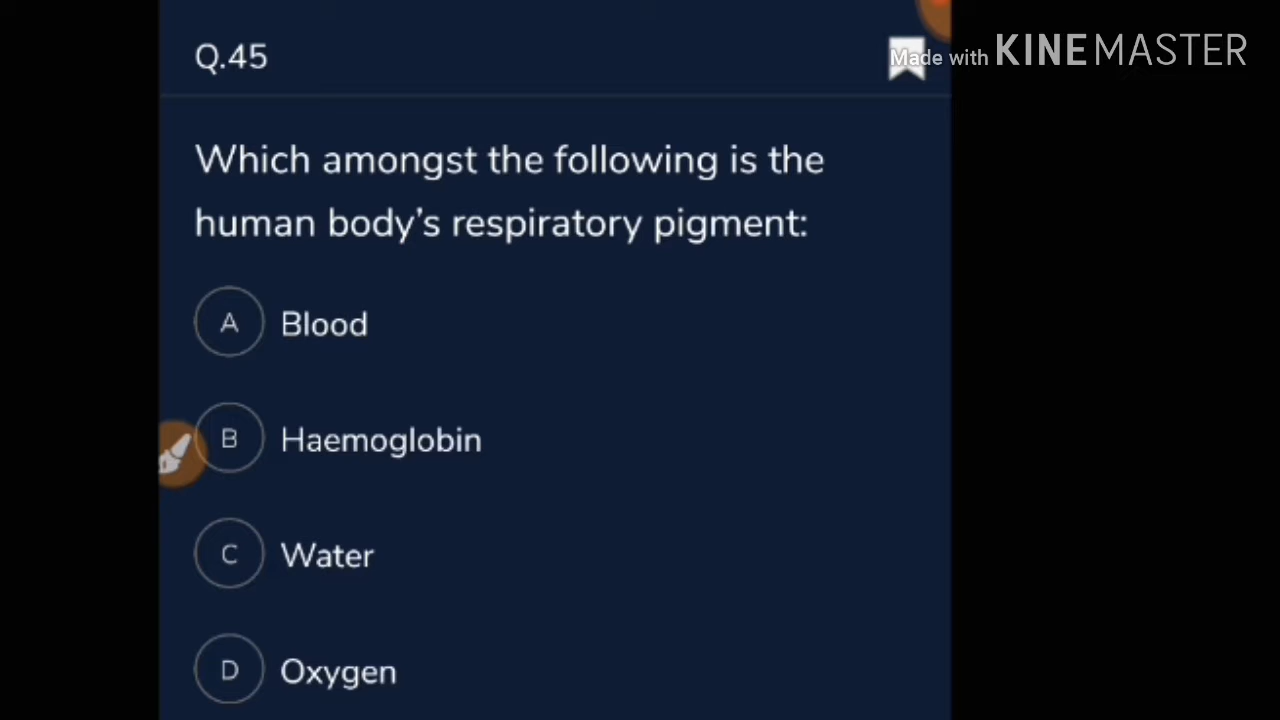 Q.45
Made with KINEMASTER
Which amongst the following is the
human body’s respiratory pigment:
A Blood
B Haemoglobin
C Water
D Oxygen